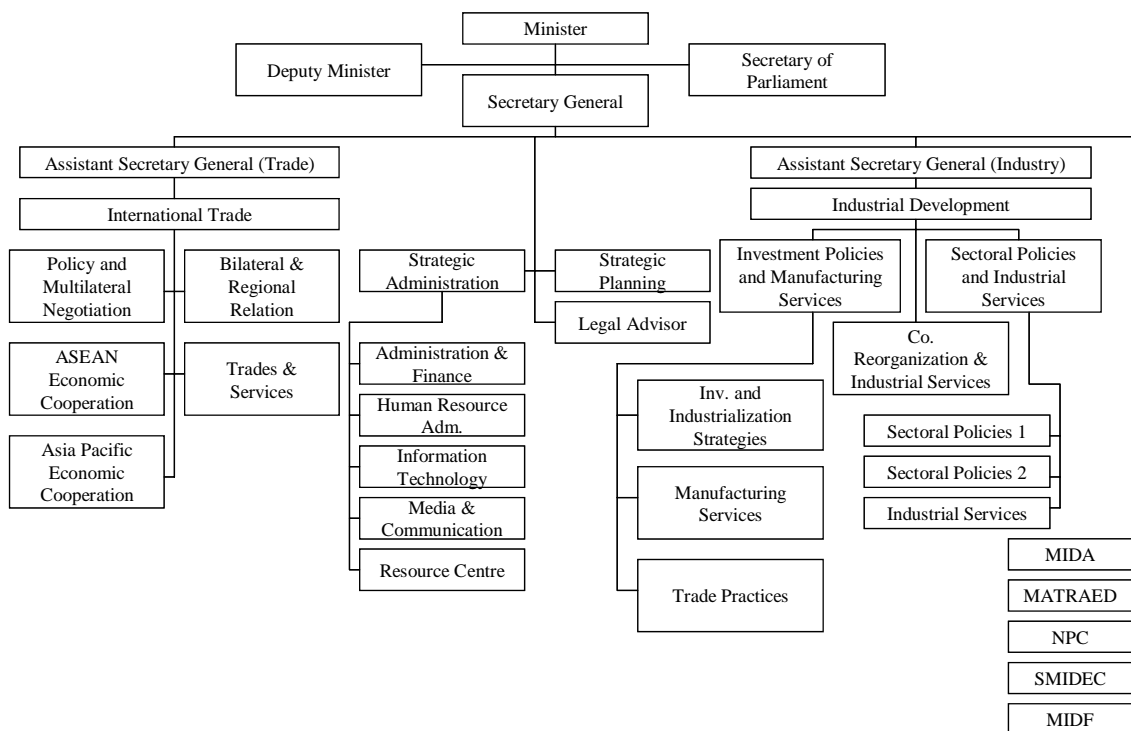 Minister
Deputy Minister
Secretary of
Parliament
Secretary General
Assistant Secretary General (Trade)
International Trade
Policy and
Multilateral
Negotiation
Bilateral &
Regional
Relation
ASEAN
Economic
Cooperation
Trades &
Services
Asia Pacific
Economic
Cooperation
Strategic
Administration
Strategic
Planning
Legal Advisor
Administration &
Finance
Human Resource
Adm.
Information
Technology
Media &
Communication
Resource Centre
Assistant Secretary General (Industry)
Industrial Development
Investment Policies
and Manufacturing
Services
Sectoral Policies
and Industrial
Services
Co.
Reorganization &
Industrial Services
Inv. and
Industrialization
Strategies
Manufacturing
Services
Trade Practices
Sectoral Policies 1
Sectoral Policies 2
Industrial Services
MIDA
MATRAED
NPC
SMIDEC
MIDF